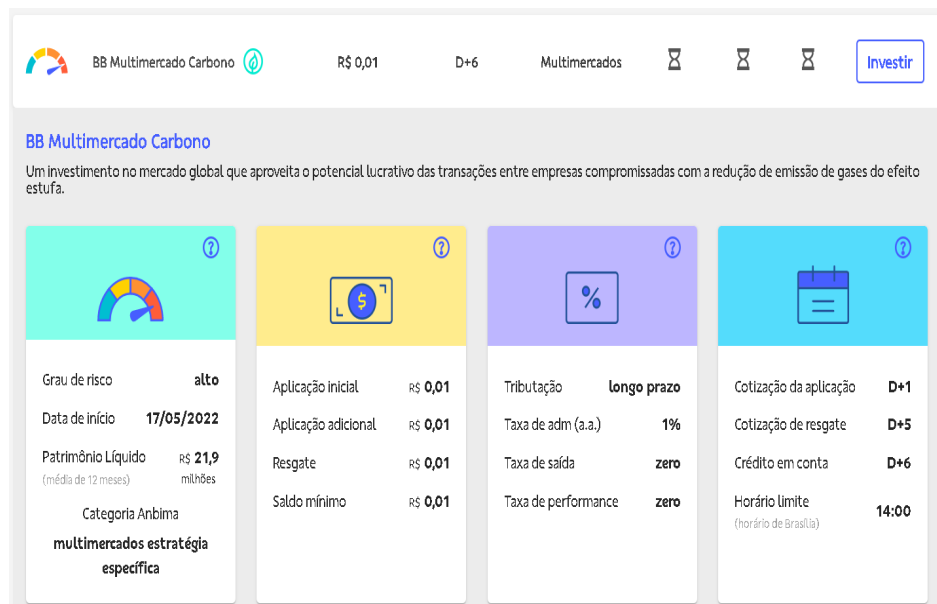 BB Multimercado Carbono R$ 0,01 D+6 Multimercados Investir
BB Multimercado Carbono
Um investimento no mercado global que aproveita o potencial lucrativo das transações entre empresas compromissadas com a redução de emissão de gases do efeito
estufa.
?
Grau de risco alto
Data de início 17/05/2022
Patrimônio Líquido R$ 21,9
(média de 12 meses) milhões
Categoria Anbima
multimercados estratégia
específica
?
$
Aplicação inicial R$ 0,01
Aplicação adicional R$ 0,01
Resgate R$ 0,01
Saldo mínimo R$ 0,01
?
%
Tributação longo prazo
Taxa de adm (a.a.) 1%
Taxa de saída zero
Taxa de performance zero
?
Cotização da aplicação D+1
Cotização de resgate D+5
Crédito em conta D+6
Horário limite 14:00
(horário de Brasília)